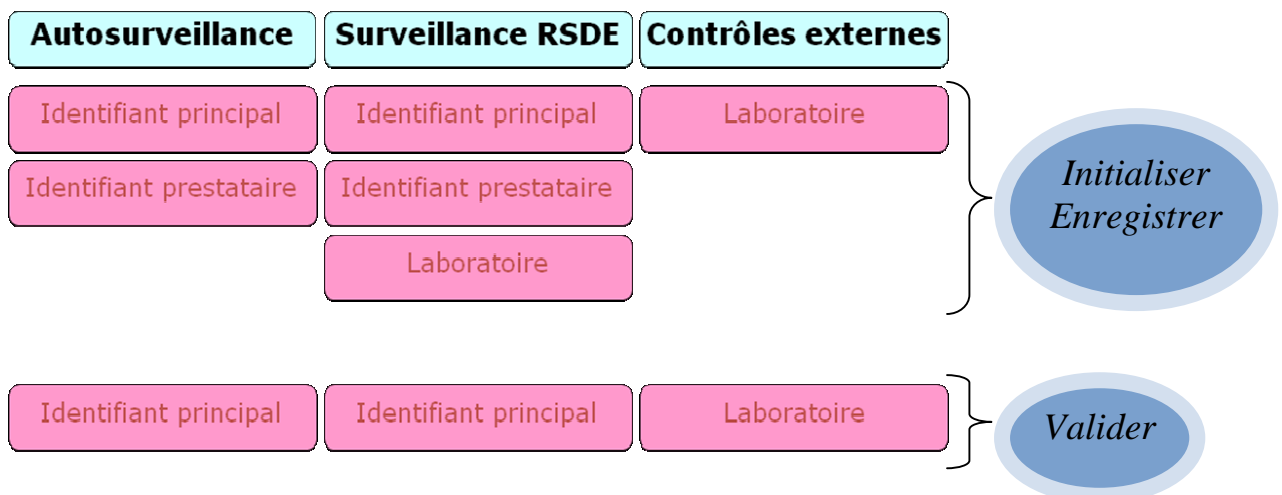 Autosurveillance Surveillance RSDE Contrôles externes
Identifiant principal Identifiant principal Laboratoire
Identifiant prestataire Identifiant prestataire
Laboratoire
Initialiser
Enregistrer
Identifiant principal Identifiant principal Laboratoire
Valider